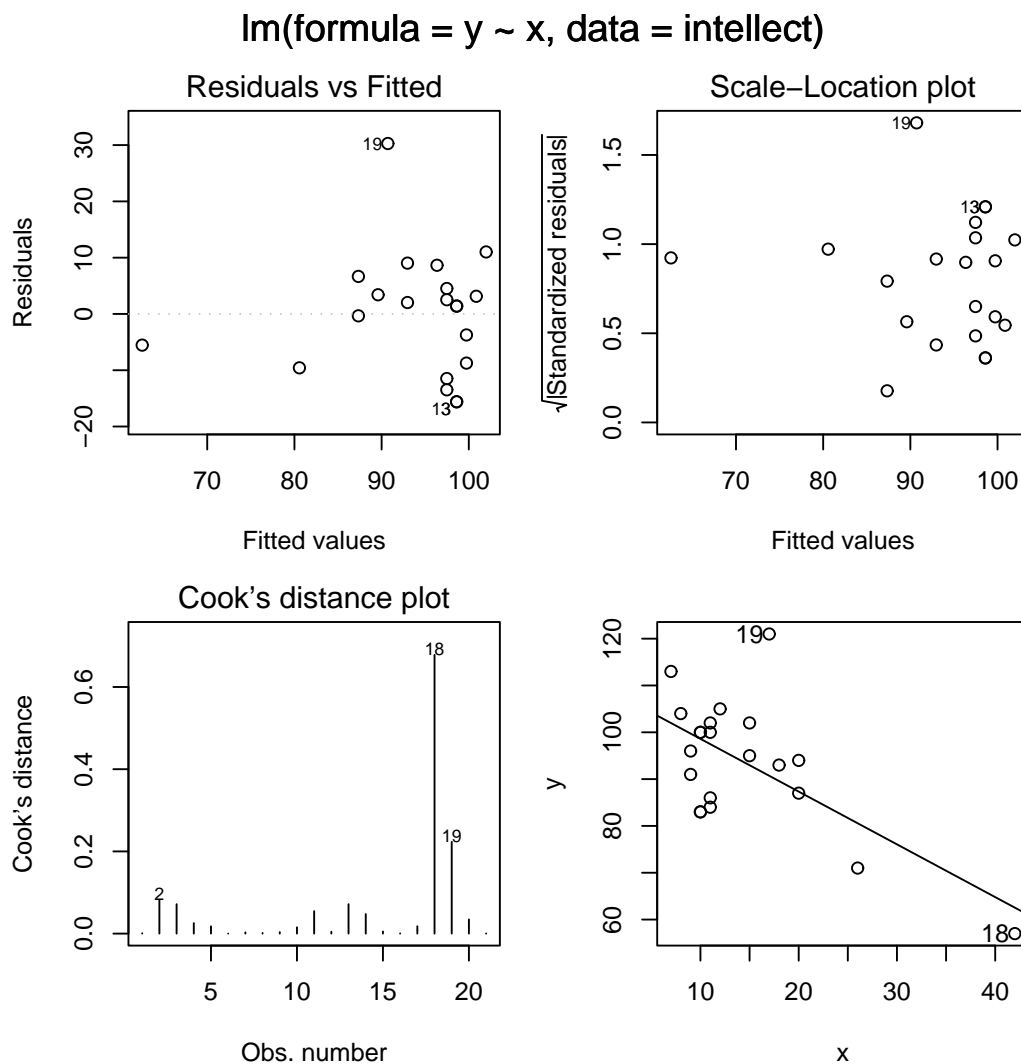 lm(formula = y ~ x, data = intellect)
Residuals vs Fitted
Residuals
30
20
10
0
−20
19
13
70 80 90 100
Fitted values
Scale−Location plot
√|Standardized residuals|
1.5
1.0
0.5
0.0
19
13
70 80 90 100
Fitted values
Cook’s distance plot
Cook’s distance
0.6
0.4
0.2
0.0
2
18
19
5 10 15 20
Obs. number
y
120
100
80
60
19
18
10 20 30 40
x